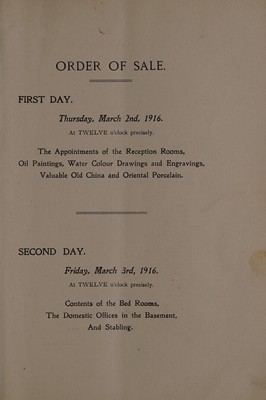 ORDER OF SALE.
FIRST DAY.
Thursday, March 2nd, 1916.
At TWELVE o'clock precisely.
The Appointments of the Reception Rooms,
Oil Paintings, Water Colour Drawings and Engravings,
Valuable Old China and Oriental Porcelain.
SECOND DAY.
Friday, March 3rd, 1916.
At TWELVE o'clock precisely.
Contents of the Bed Rooms,
The Domestic Offices in the Basement,
And Stabling.